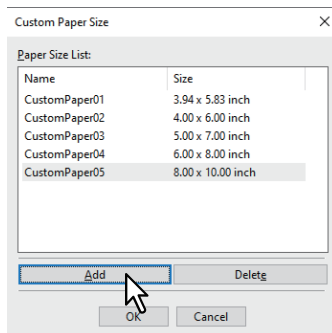 Custom Paper Size
Paper Size List:
Name Size
CustomPaper01 3.94 x 5.83 inch
CustomPaper02 4.00 x 6.00 inch
CustomPaper03 5.00 x 7.00 inch
CustomPaper04 6.00 x 8.00 inch
CustomPaper05 8.00 x 10.00 inch
Add Delete
OK Cancel